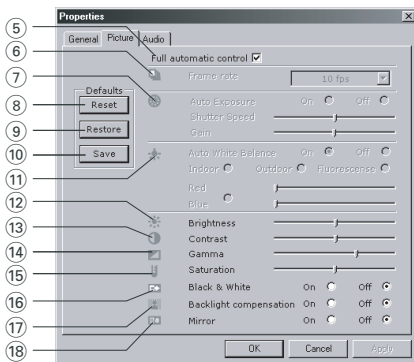 Properties
General Picture Audio
5 Full automatic control
6 Frame rate 10 fps
7 Auto Exposure On Off
Shutter Speed
Gain
Defaults
8 Reset
9 Restore
10 Save
11 Auto White Belence On Off
Indoor Outdoor Fluorescense
Red
Blue
12 Brightness
13 Contrast
14 Gamma
15 Saturation
16 Black & White On Off
17 Backlight compensation On Off
18 Mirror On Off
OK Cancel Apply